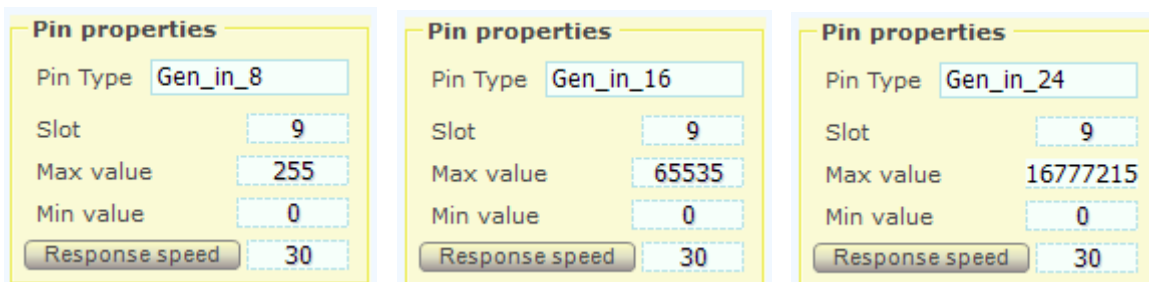 Pin properties
Pin Type Gen_in_8
Slot 9
Max value 255
Min value 0
Response speed 30
Pin properties
Pin Type Gen_in_16
Slot 9
Max value 65535
Min value 0
Response speed 30
Pin properties
Pin Type Gen_in_24
Slot 9
Max value 16777215
Min value 0
Response speed 30